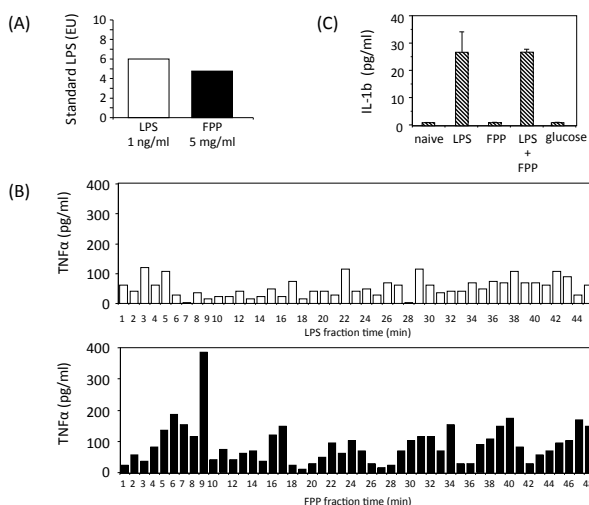 (A)
Standard LPS (EU)
10
8
6
4
2
0
LPS
1 ng/ml
FPP
5 mg/ml
(C)
IL-1b (pg/ml)
40
30
20
10
0
naive LPS FPP LPS + FPP glucose
(B)
TNFα (pg/ml)
400
300
200
100
0
1 2 3 4 5 6 7 8 9 10 12 14 16 18 20 22 24 26 28 30 32 34 36 38 40 42 44
LPS fraction time (min)
TNFα (pg/ml)
400
300
200
100
0
1 2 3 4 5 6 7 8 9 10 12 14 16 18 20 22 24 26 28 30 32 34 36 38 40 42 44 46
FPP fraction time (min)